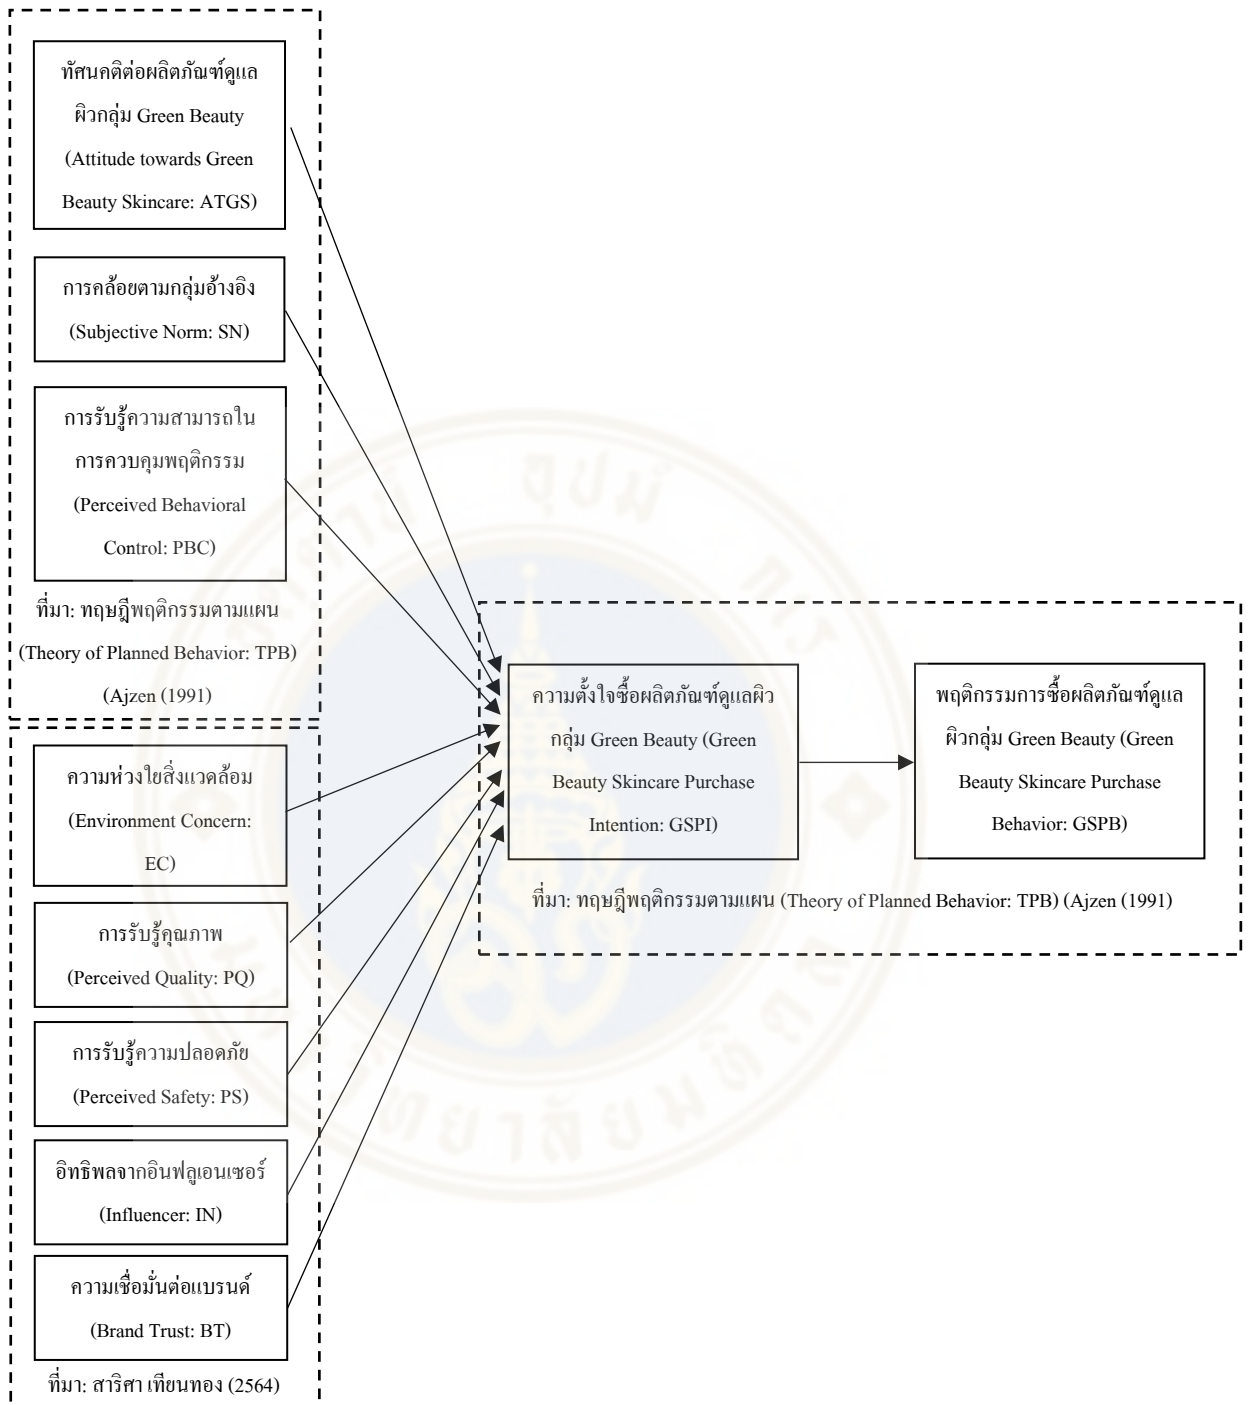 ทัศนคติต่อผลิตภัณฑ์ดูแล
ผิวกลุ่ม Green Beauty
(Attitude towards Green
Beauty Skincare: ATGS)
การคล้อยตามกลุ่มอ้างอิง
(Subjective Norm: SN)
การรับรู้ความสามารถใน
การควบคุมพฤติกรรม
(Perceived Behavioral
Control: PBC)
ที่มา: ทฤษฎีพฤติกรรมตามแผน
(Theory of Planned Behavior: TPB)
(Ajzen (1991)
ความห่วงใยสิ่งแวดล้อม
(Environment Concern:
EC)
การรับรู้คุณภาพ
(Perceived Quality: PQ)
การรับรู้ความปลอดภัย
(Perceived Safety: PS)
อิทธิพลจากอินฟลูเอนเซอร์
(Influencer: IN)
ความเชื่อมั่นต่อแบรนด์
(Brand Trust: BT)
ที่มา: สาริศา เทียนทอง (2564)
ความตั้งใจซื้อผลิตภัณฑ์ดูแลผิว
กลุ่ม Green Beauty (Green
Beauty Skincare Purchase
Intention: GSPI)
พฤติกรรมการซื้อผลิตภัณฑ์ดูแล
ผิวกลุ่ม Green Beauty (Green
Beauty Skincare Purchase
Behavior: GSPB)
ที่มา: ทฤษฎีพฤติกรรมตามแผน (Theory of Planned Behavior: TPB) (Ajzen (1991)